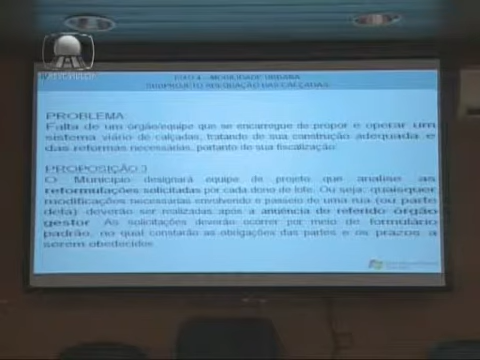 EIXO 4 – MOBILIDADE URBANA
SUBPROJETO ADEQUAÇÃO DAS CALÇADAS
PROBLEMA
Falta de um órgão/equipe que se encarregue de propor e operar um
sistema viário de calçadas, tratando de sua construção adequada e
das reformas necessárias, portanto de sua fiscalização.
PROPOSIÇÃO 3
O Município designará equipe de projeto que analise as
reformulações solicitadas por cada dono de lote. Ou seja: quaisquer
modificações necessárias envolvendo o passeio de uma rua (ou parte
dela) deverão ser realizadas após a anuência do referido órgão
gestor. As solicitações deverão ocorrer por meio de formulário
padrão, no qual constarão as obrigações das partes e os prazos a
serem obedecidos.